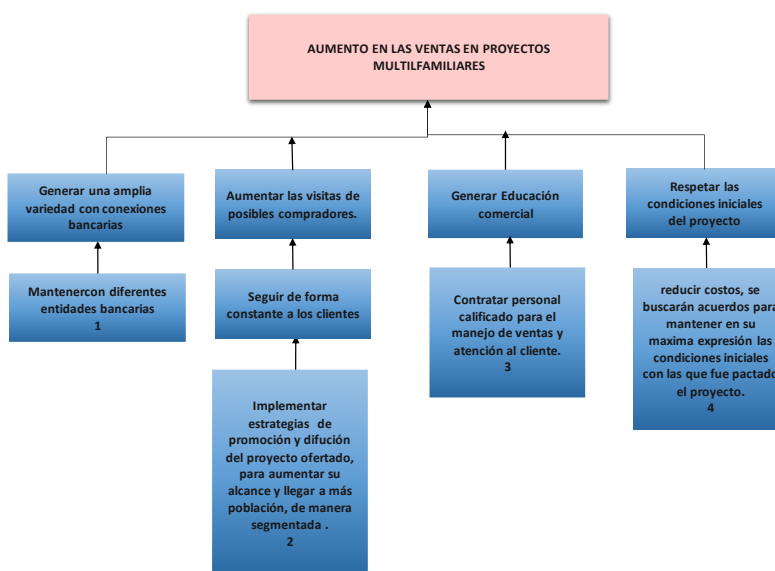 AUMENTO EN LAS VENTAS EN PROYECTOS
MULTILFAMILIARES
Generar una amplia
variedad con conexiones
bancarias
Aumentar las visitas de
posibles compradores.
Generar Educación
comercial
Respetar las
condiciones iniciales
del proyecto
Mantenercon diferentes
entidades bancarias
1
Seguir de forma
constante a los clientes
Contratar personal
calificado para el
manejo de ventas y
atención al cliente.
3
reducir costos, se
buscarán acuerdos para
mantener en su
maxima expresión las
condiciones iniciales
con las que fue pactado
el proyecto.
4
Implementar
estrategias de
promoción y difución
del proyecto ofertado,
para aumentar su
alcance y llegar a más
población, de manera
segmentada .
2